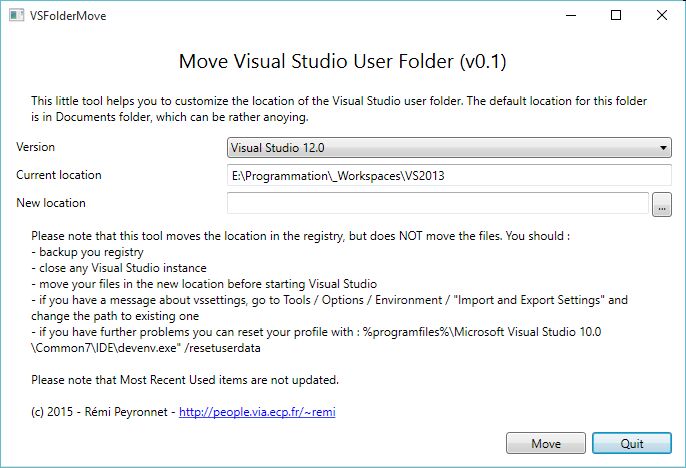 VSFolderMove
Move Visual Studio User Folder (v0.1)
This little tool helps you to customize the location of the Visual Studio user folder. The default location for this folder
is in Documents folder, which can be rather anoying.
Version
Visual Studio 12.0
Current location
E:\Programmation\_Workspaces\VS2013
New location
...
Please note that this tool moves the location in the registry, but does NOT move the files. You should :
- backup you registry
- close any Visual Studio instance
- move your files in the new location before starting Visual Studio
- if you have a message about vssettings, go to Tools / Options / Environment / "Import and Export Settings" and
change the path to existing one
- if you have further problems you can reset your profile with : %programfiles%\Microsoft Visual Studio 10.0
\Common7\IDE\devenv.exe" /resetuserdata
Please note that Most Recent Used items are not updated.
(c) 2015 - Rémi Peyronnet - http://people.via.ecp.fr/~remi
Move
Quit